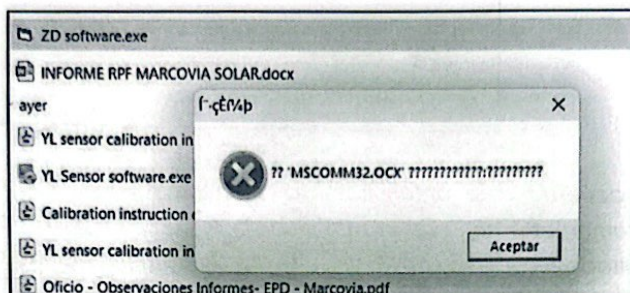 ZD software.exe
INFORME RPF MARCOVIA SOLAR.docx
ayer
YL sensor calibration in
YL Sensor software.exe
Calibration instruction
YL sensor calibration in
Oficio - Observaciones Informes- EPD - Marcovia.pdf
?? 'MSCOMM32.OCX' ????????????:?????????
Aceptar